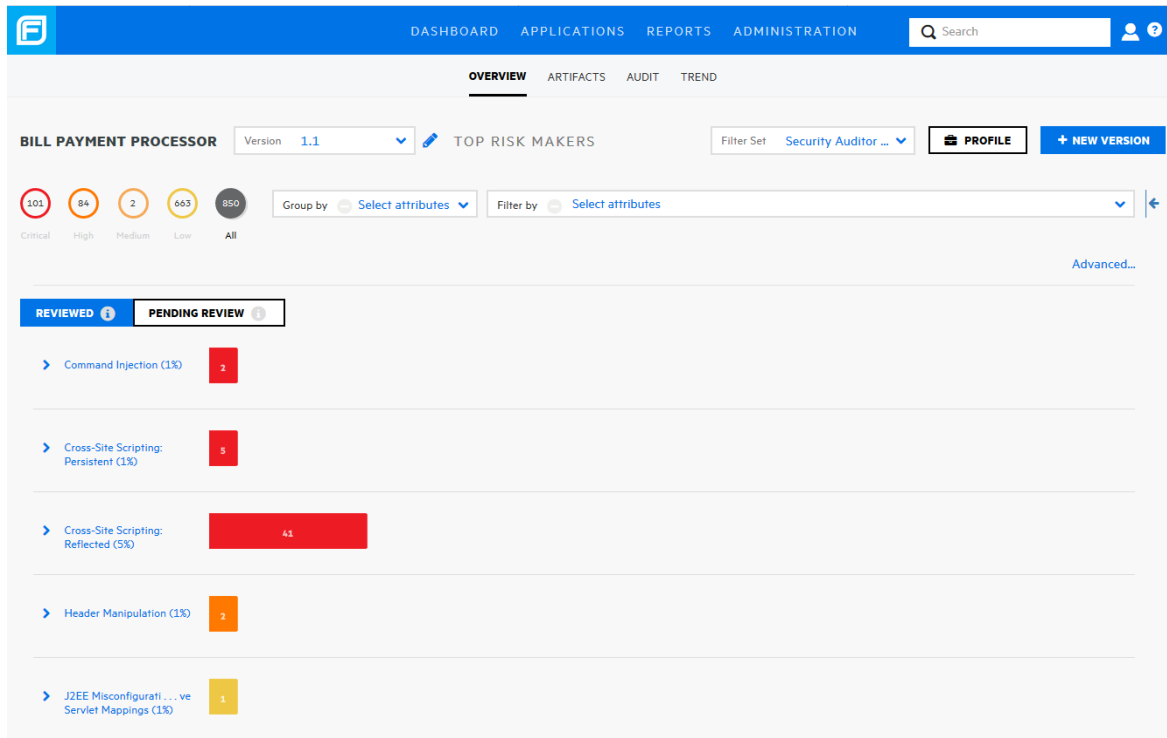 DASHBOARD APPLICATIONS REPORTS ADMINISTRATION Search
OVERVIEW ARTIFACTS AUDIT TREND
BILL PAYMENT PROCESSOR Version 1.1 TOP RISK MAKERS Filter Set Security Auditor ... PROFILE + NEW VERSION
101 84 2 663 850 Group by Select attributes Filter by Select attributes
Critical High Medium Low All
Advanced...
REVIEWED PENDING REVIEW
Command Injection (1%) 2
Cross-Site Scripting:
Persistent (1%) 5
Cross-Site Scripting:
Reflected (5%) 41
Header Manipulation (1%) 2
J2EE Misconfigurati . . . ve
Servlet Mappings (1%) 1